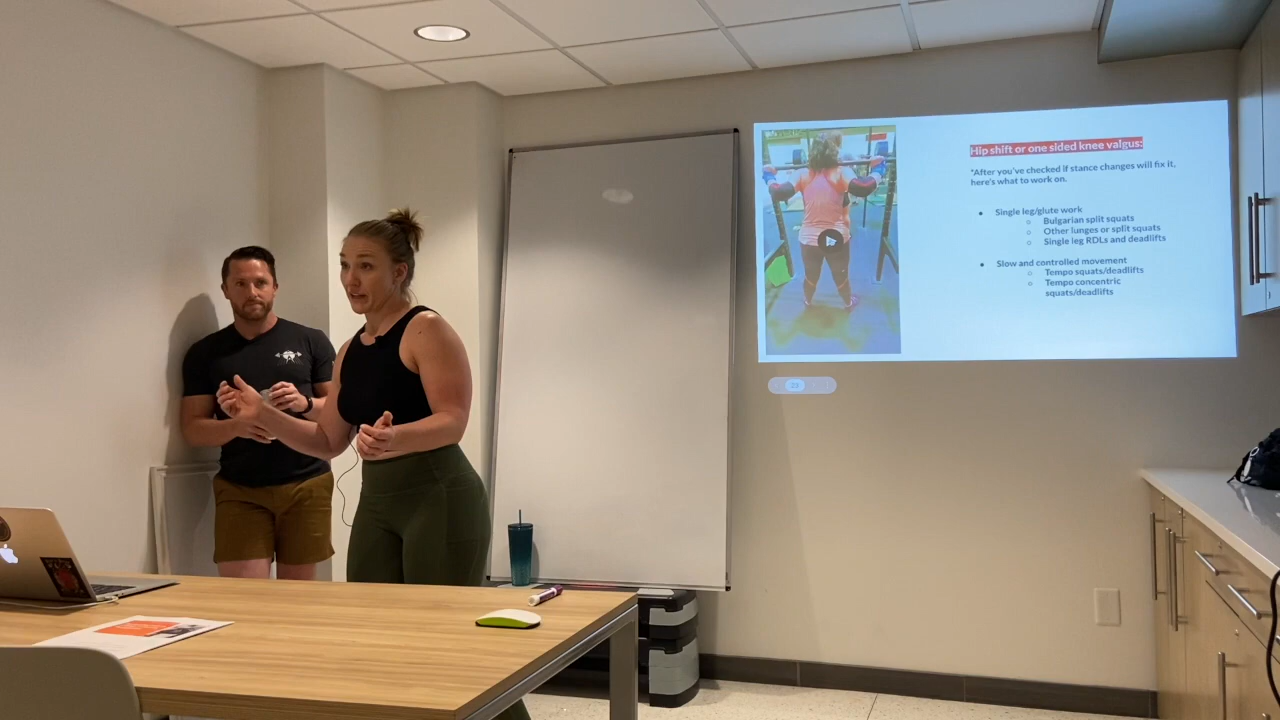 Hip shift or one sided knee valgus:
*After you've checked if stance changes will fix it,
here's what to work on.
• Single leg/glute work
○ Bulgarian split squats
○ Other lunges or split squats
○ Single leg RDLs and deadlifts
• Slow and controlled movement
○ Tempo squats/deadlifts
○ Tempo concentric
squats/deadlifts
23